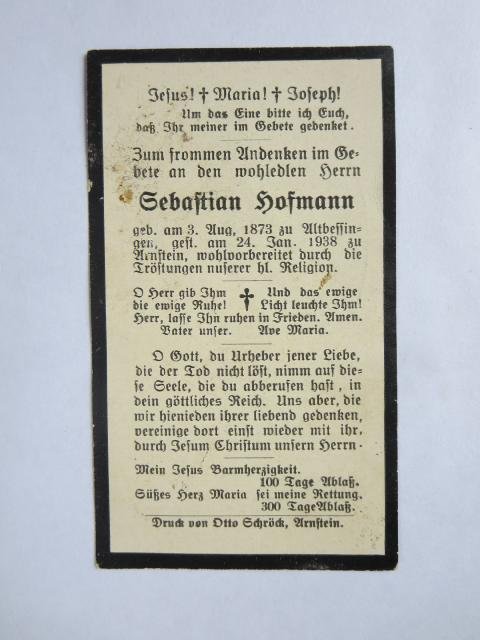 Jesus! † Maria! † Joseph!
Um das Eine bitte ich Euch,
daß Ihr meiner im Gebete gedenket.
Zum frommen Andenken im Ge-
bete an den wohledlen Herrn
Sebastian Hofmann
geb. am 3. Aug. 1873 zu Altbessin-
gen, gest. am 24. Jan. 1938 zu
Arnstein, wohlvorbereitet durch die
Tröstungen nuserer hl. Religion.
O Herr gib Ihm † Und das ewige
die ewige Ruhe! Licht leuchte Ihm!
Herr, lasse Ihn ruhen in Frieden. Amen.
Vater unser. Ave Maria.
O Gott, du Urheber jener Liebe,
die der Tod nicht löst, nimm auf die-
se Seele, die du abberufen hast, in
dein göttliches Reich. Uns aber, die
wir hienieden ihrer liebend gedenken,
vereinige dort einst wieder mit ihr,
durch Jesum Christum unsern Herrn.
Mein Jesus Barmherzigkeit.
100 Tage Ablaß.
Süßes Herz Maria sei meine Rettung.
300 Tage Ablaß.
Druck von Otto Schröck, Arnstein.